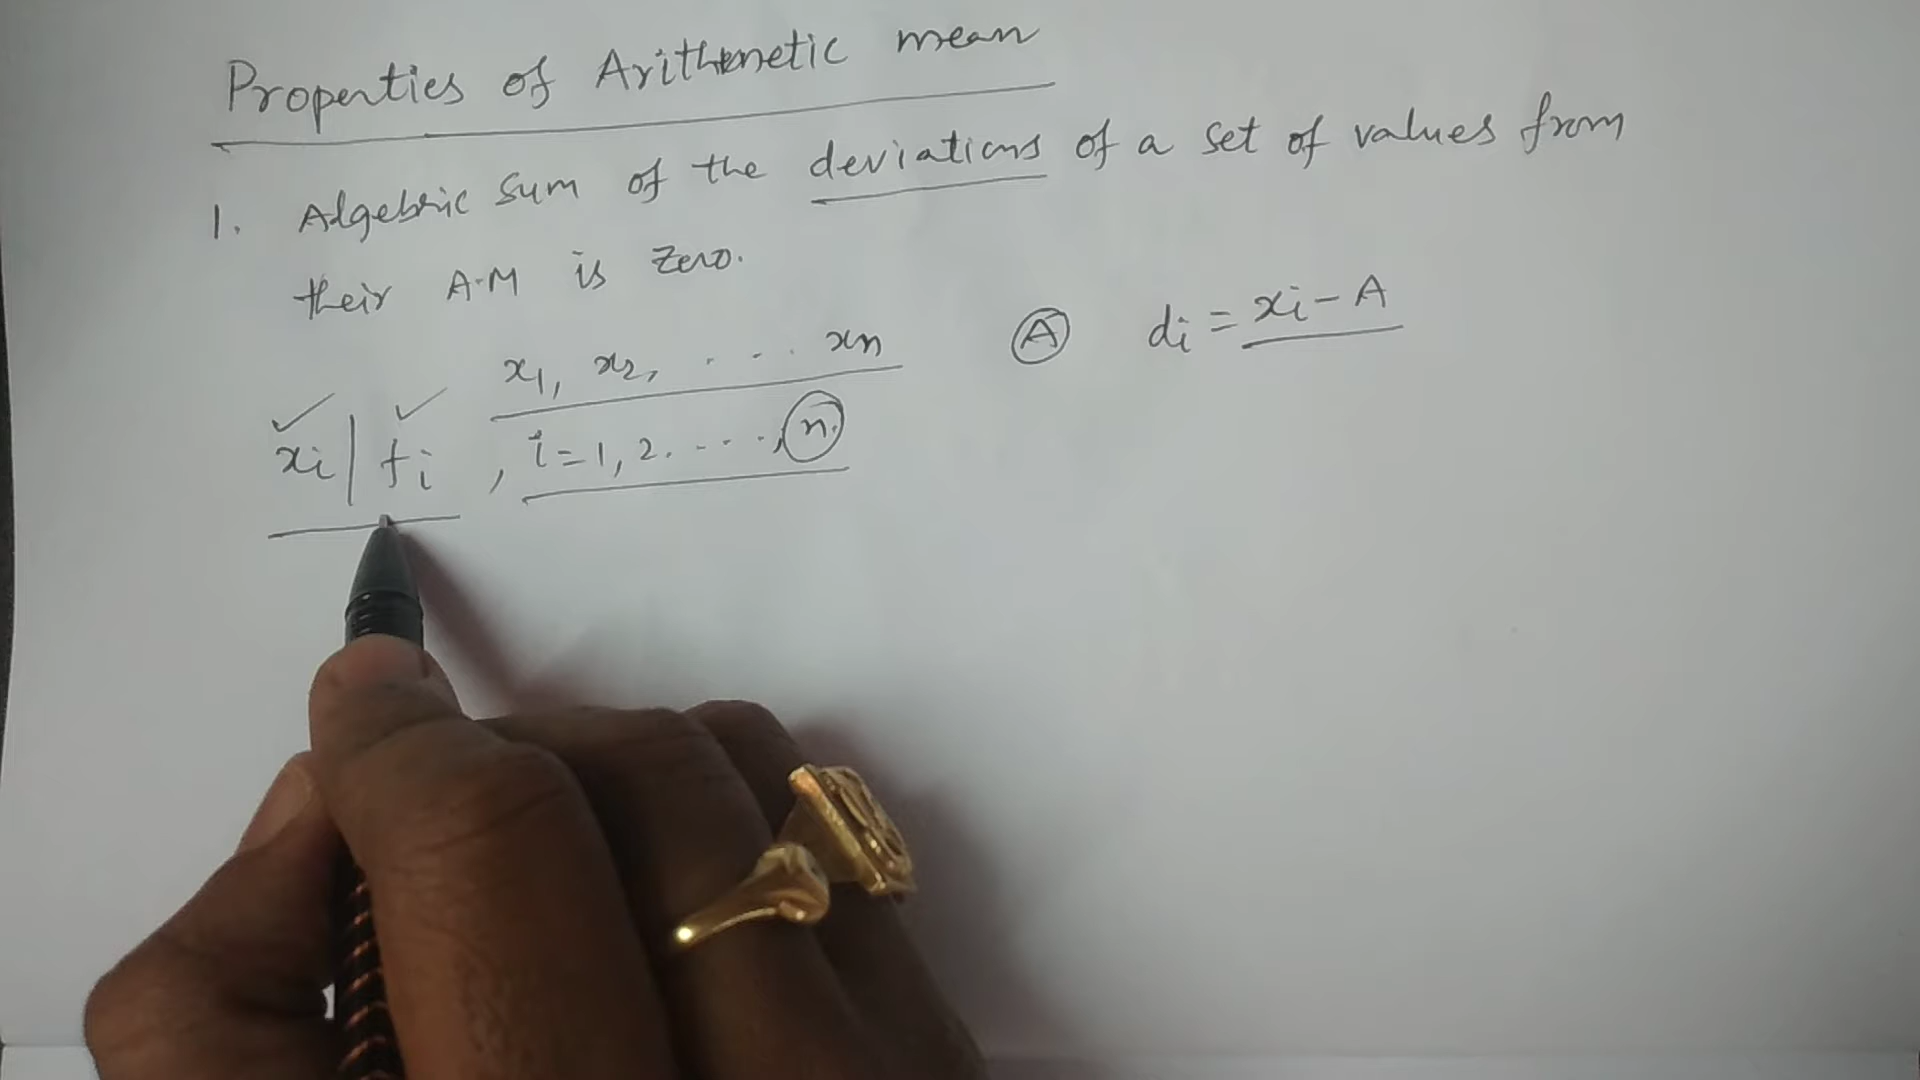 Properties of Arithmetic mean
1. Algebric sum of the deviations of a set of values from
their A.M is Zero.
x1, x2, . . . xn
A di = xi - A
xi | fi , i = 1, 2. - - - ., n.